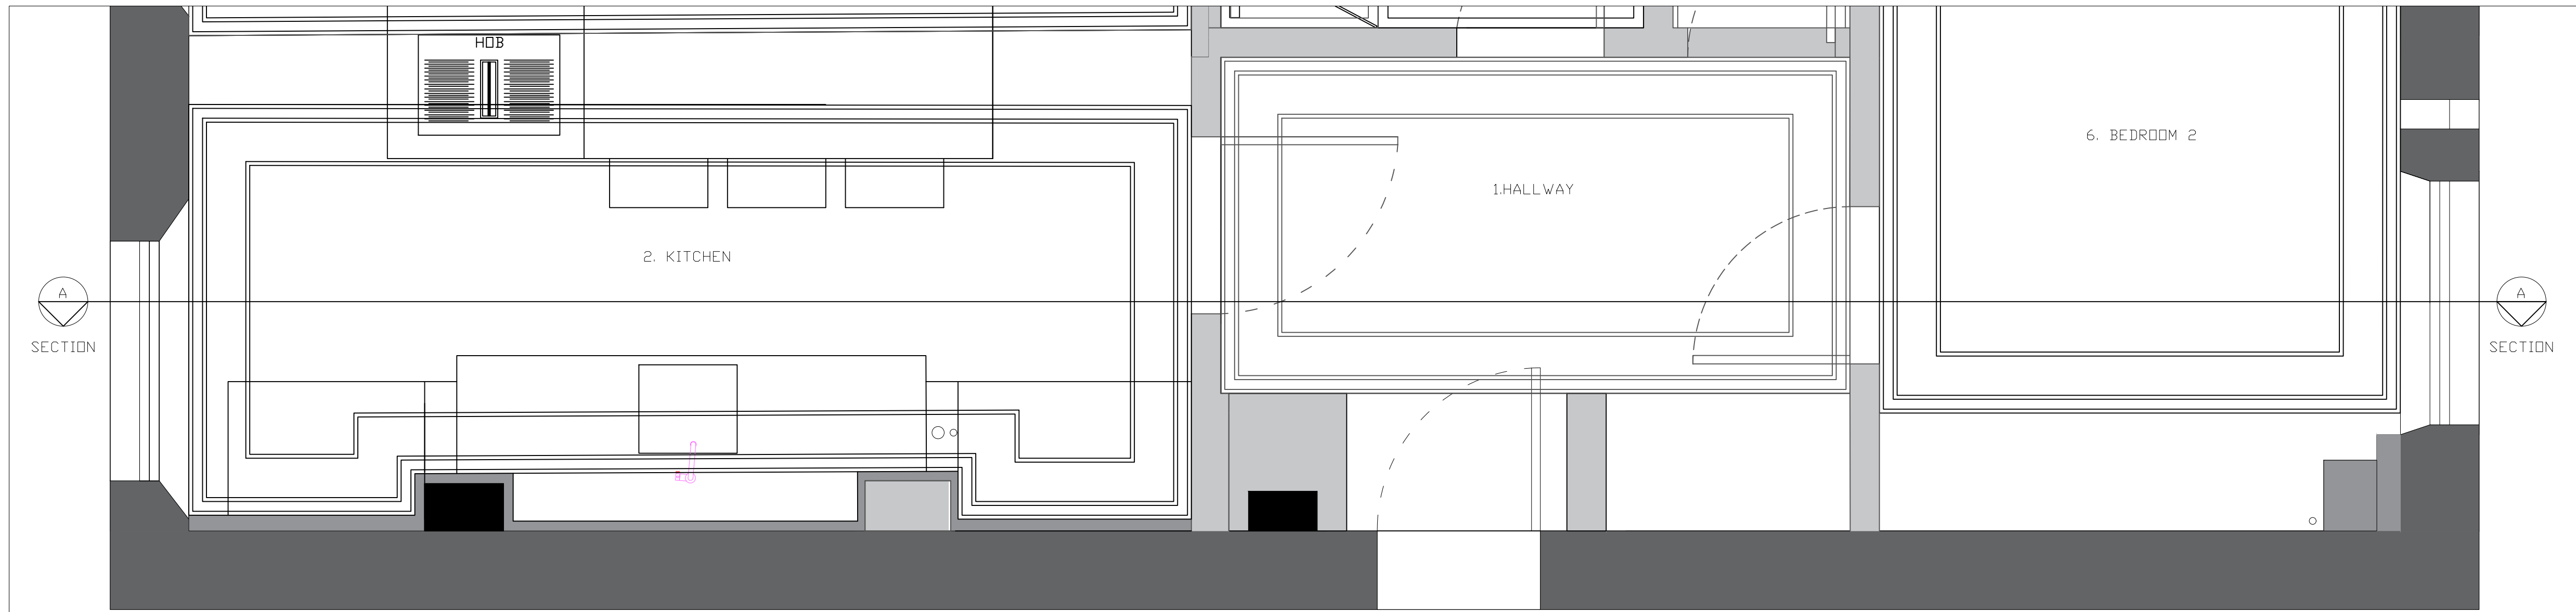 HOB
6. BEDROOM 2
1.HALLWAY
2. KITCHEN
A
SECTION
A
SECTION